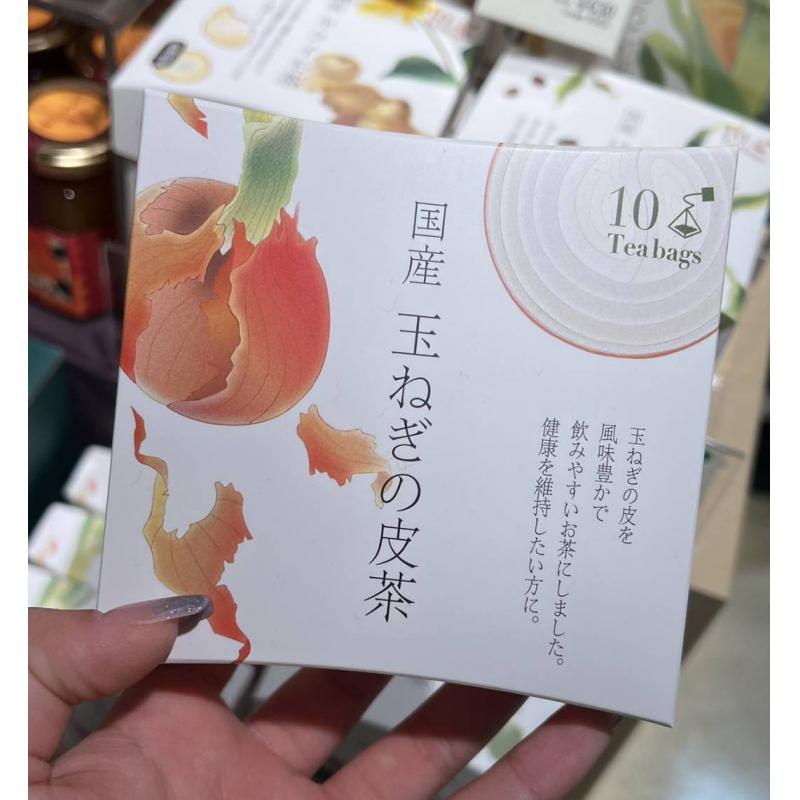 国産 玉ねぎの皮茶
10
Teabags
玉ねぎの皮を
風味豊かで
飲みやすいお茶にしました。
健康を維持したい方に。